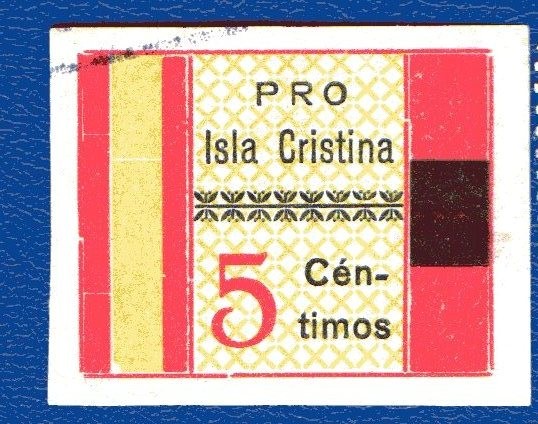 PRO
Isla Cristina
5 Cén-
timos